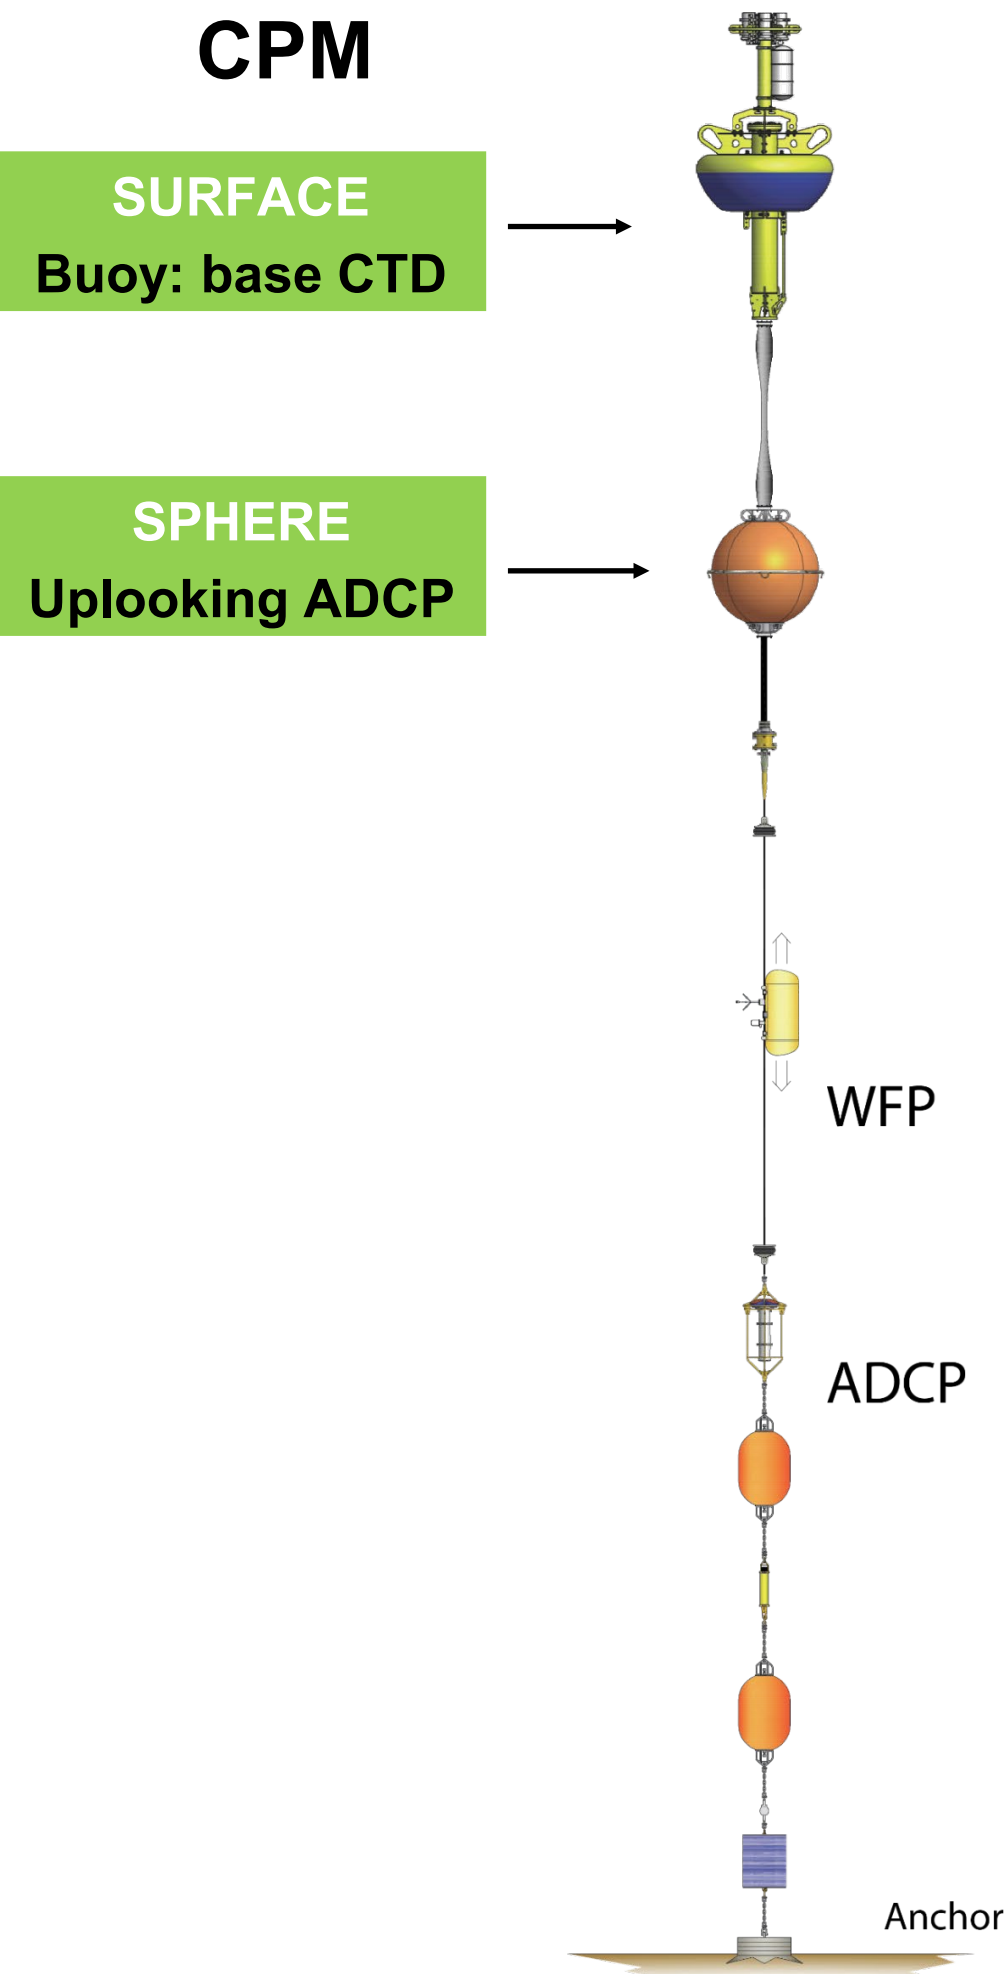 CPM
SURFACE
Buoy: base CTD
SPHERE
Uplooking ADCP
WFP
ADCP
Anchor